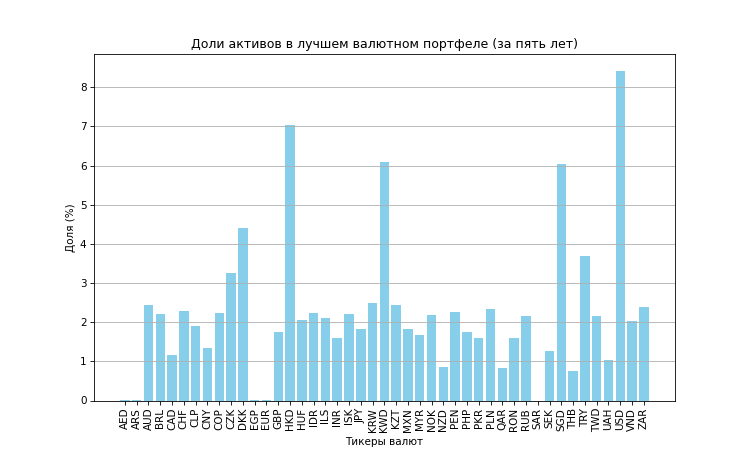 Доли активов в лучшем валютном портфеле (за пять лет)
Доля (%)
8
7
6
5
4
3
2
1
0
AED ARS AUD BRL CAD CHF CLP CNY COP CZK DKK EGP EUR GBP HKD HUF IDR ILS INR ISK JPY KRW KWD KZT MXN MYR NOK NZD PEN PHP PKR PLN QAR RON RUB SAR SEK SGD THB TRY TWD UAH USD VND ZAR
Тикеры валют